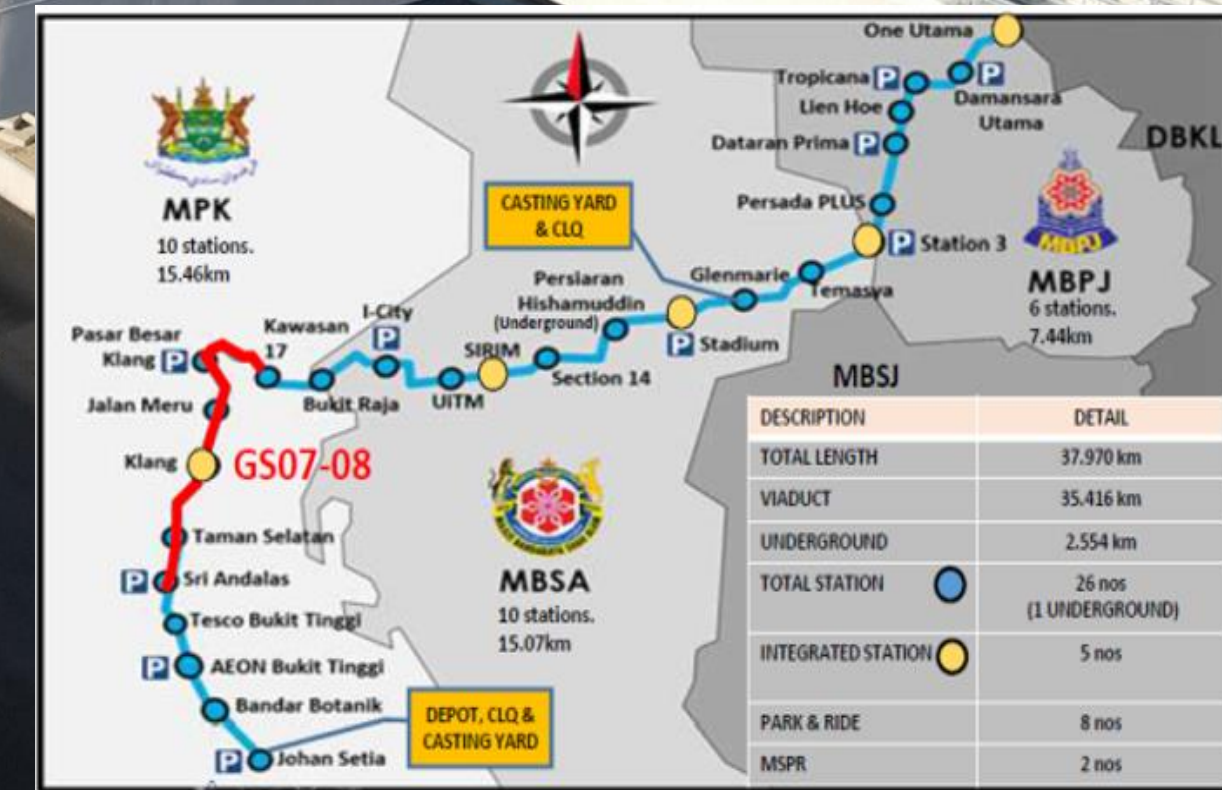 One Utama
Tropicana P
P
Damansara
Utama
Lien Hoe
Dataran Prima P
DBKL
Persada PLUS
P Station 3
MBPJ
MBPJ
6 stations.
7.44km
MPK
10 stations.
15.46km
CASTING YARD
& CLQ
Glenmarie
Temasya
Persiaran
Hishamuddin
(Underground)
P Stadium
I-City
P
Kawasan
17
Pasar Besar
Klang P
SIRIM
Section 14
Bukit Raja
UITM
Jalan Meru
Klang
GS07-08
Taman Selatan
P Sri Andalas
Tesco Bukit Tinggi
P AEON Bukit Tinggi
Bandar Botanik
P Johan Setia
DEPOT, CLQ &
CASTING YARD
MBSA
10 stations.
15.07km
MBSJ
DESCRIPTION DETAIL
TOTAL LENGTH 37.970 km
VIADUCT 35.416 km
UNDERGROUND 2.554 km
TOTAL STATION 26 nos
(1 UNDERGROUND)
INTEGRATED STATION 5 nos
PARK & RIDE 8 nos
MSPR 2 nos